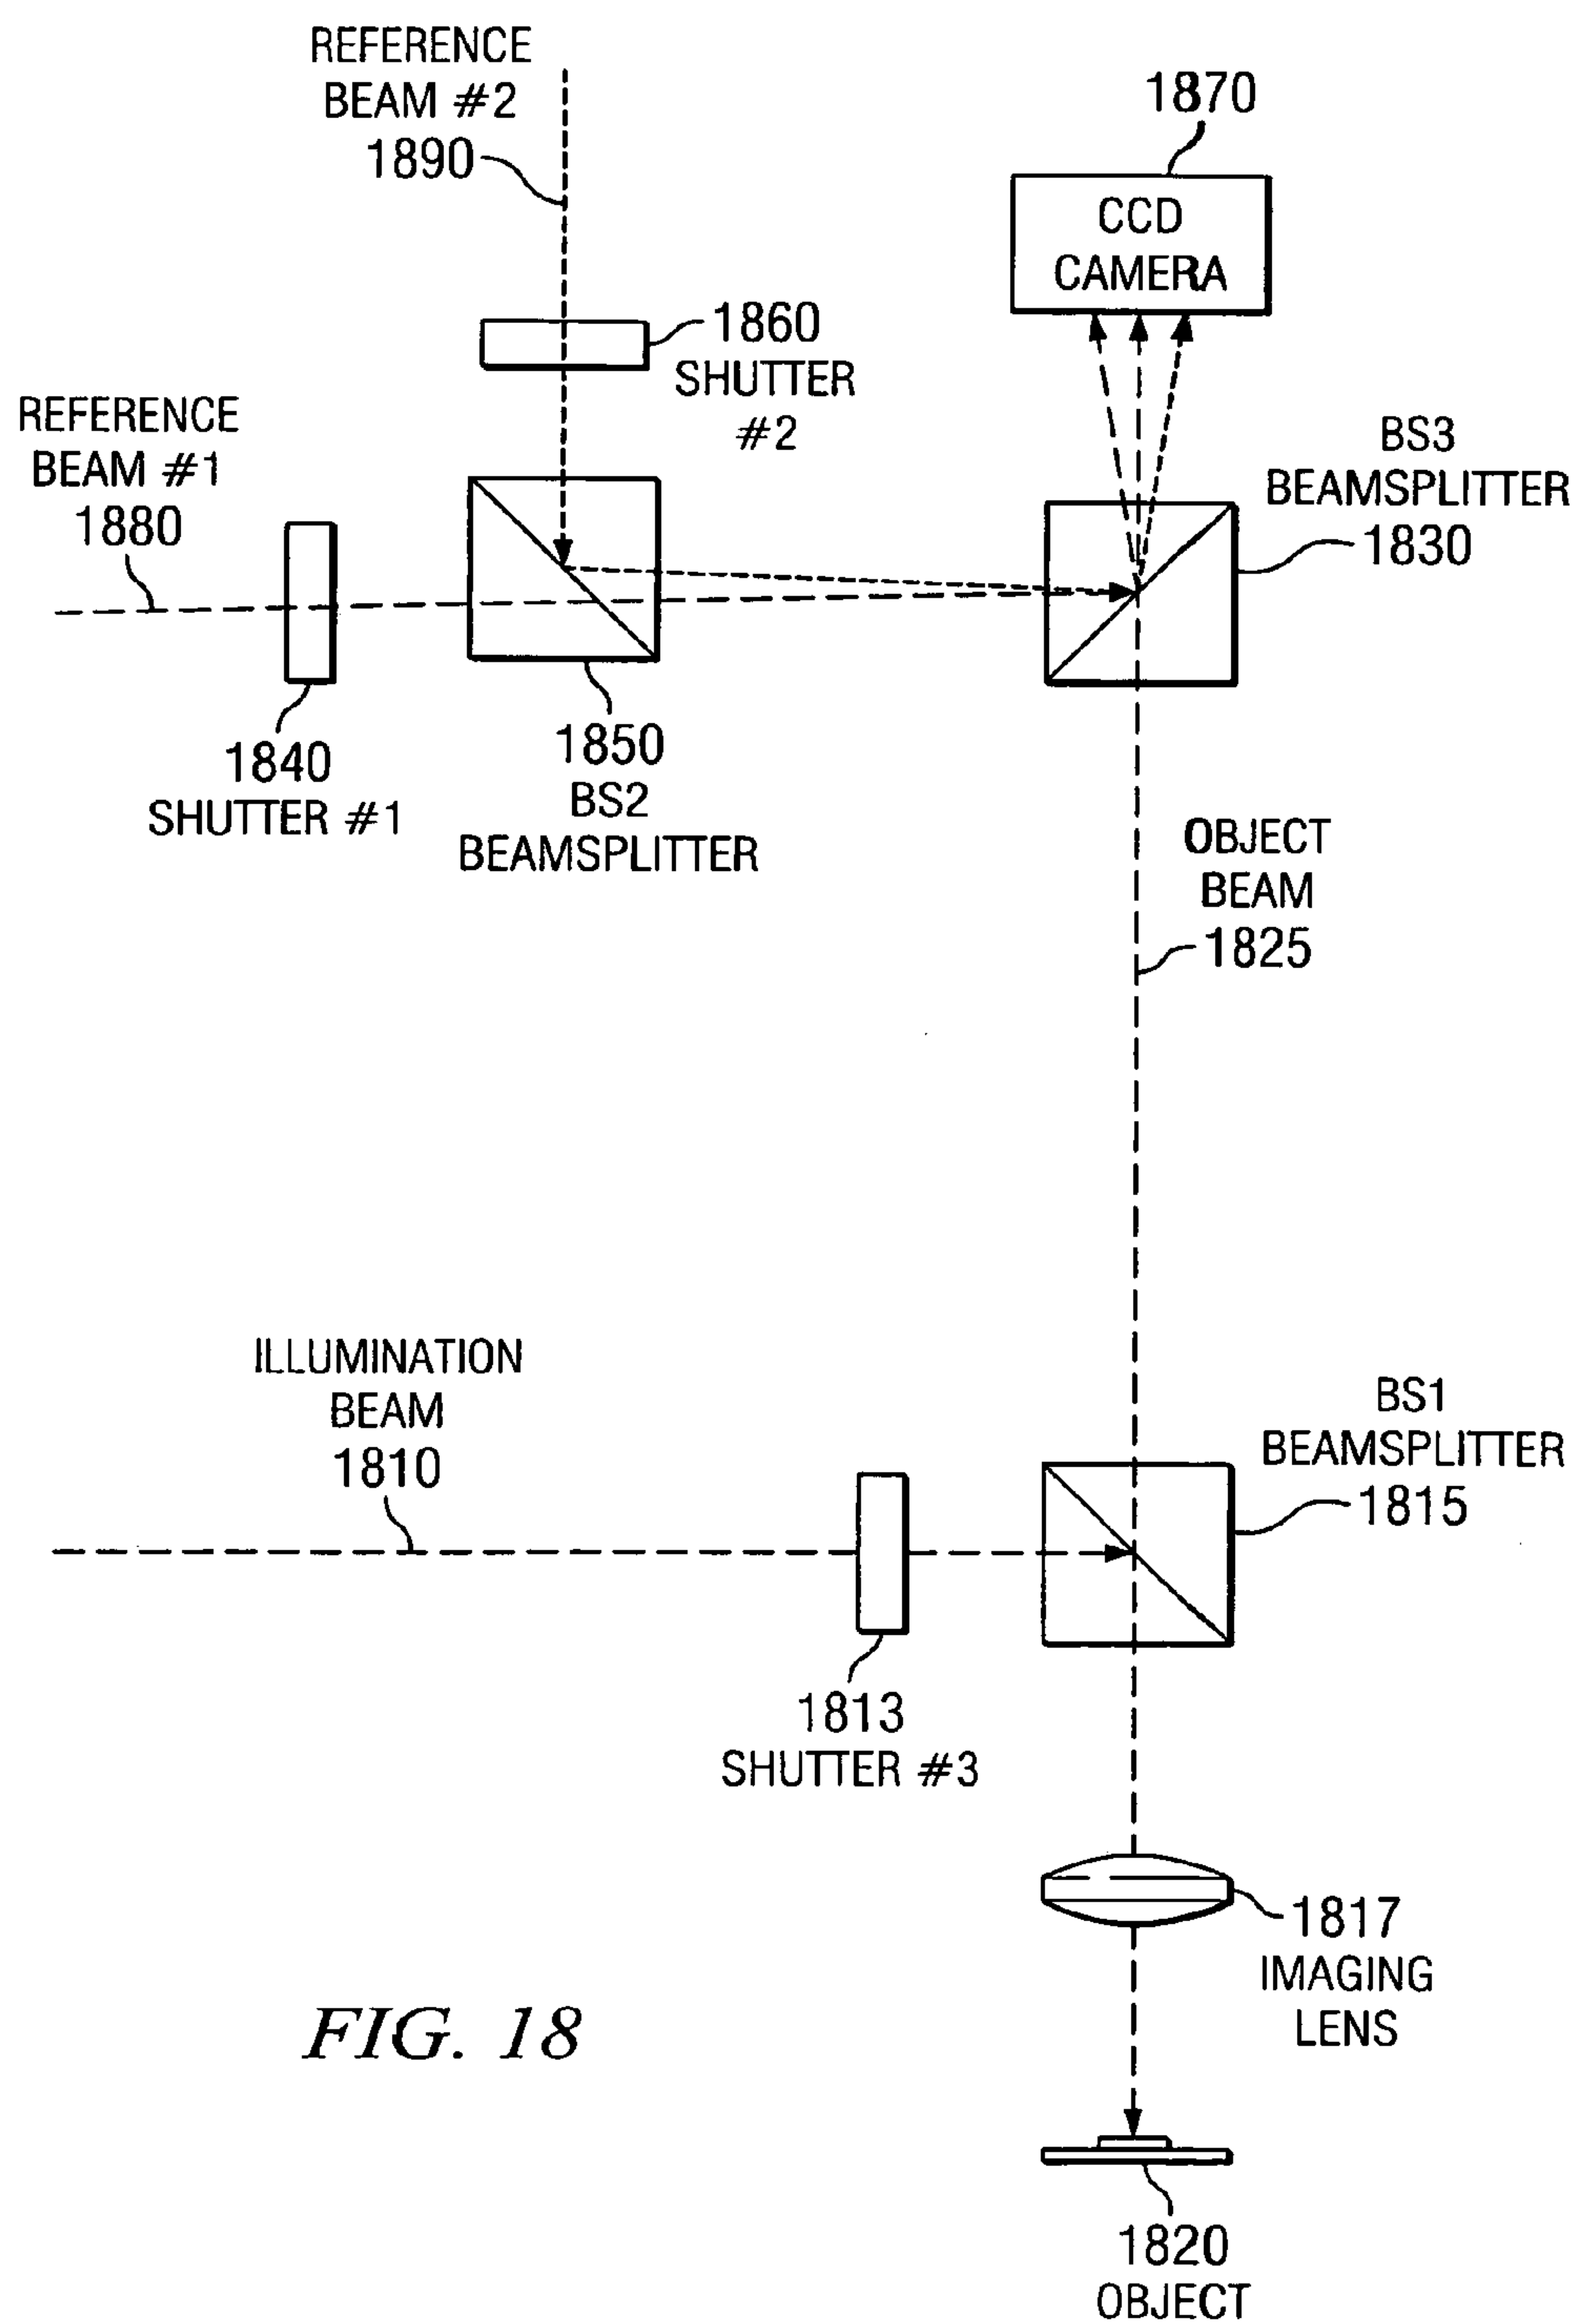 REFERENCE
BEAM #2
1890
1870
CCD
CAMERA
1860
SHUTTER
#2
REFERENCE
BEAM #1
1880
BS3
BEAMSPLITTER
1830
1840
SHUTTER #1
1850
BS2
BEAMSPLITTER
OBJECT
BEAM
1825
ILLUMINATION
BEAM
1810
BS1
BEAMSPLITTER
1815
1813
SHUTTER #3
1817
IMAGING
LENS
FIG. 18
1820
OBJECT